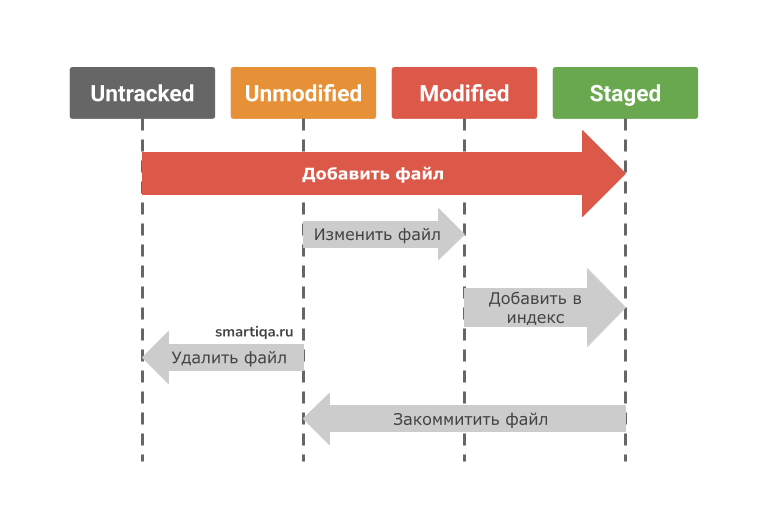 Untracked
Unmodified
Modified
Staged
Добавить файл
Изменить файл
Добавить в
индекс
smartiqa.ru
Удалить файл
Закоммитить файл